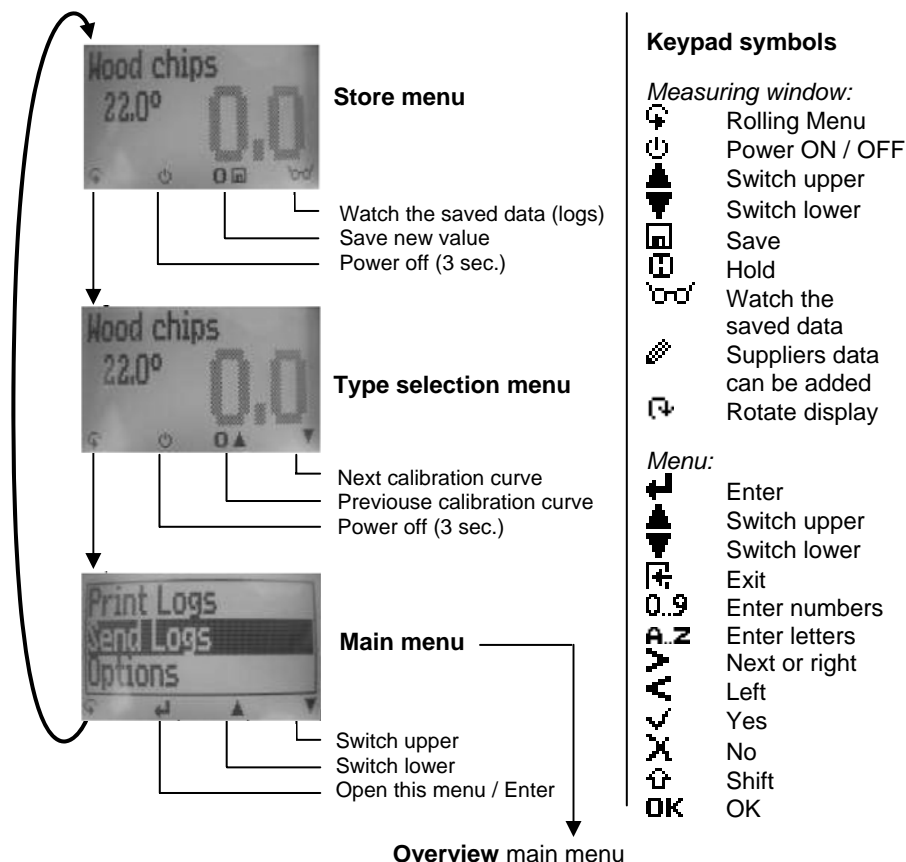 Wood chips
22.0°
0.0
Store menu
Watch the saved data (logs)
Save new value
Power off (3 sec.)
Wood chips
22.0°
0.0
Type selection menu
Next calibration curve
Previouse calibration curve
Power off (3 sec.)
Print Logs
Send Logs
Options
Main menu
Switch upper
Switch lower
Open this menu / Enter
Overview main menu
Keypad symbols
Measuring window:
Rolling Menu
Power ON / OFF
Switch upper
Switch lower
Save
Hold
Watch the
saved data
Suppliers data
can be added
Rotate display
Menu:
Enter
Switch upper
Switch lower
Exit
0..9 Enter numbers
A..Z Enter letters
Next or right
Left
Yes
No
Shift
OK OK